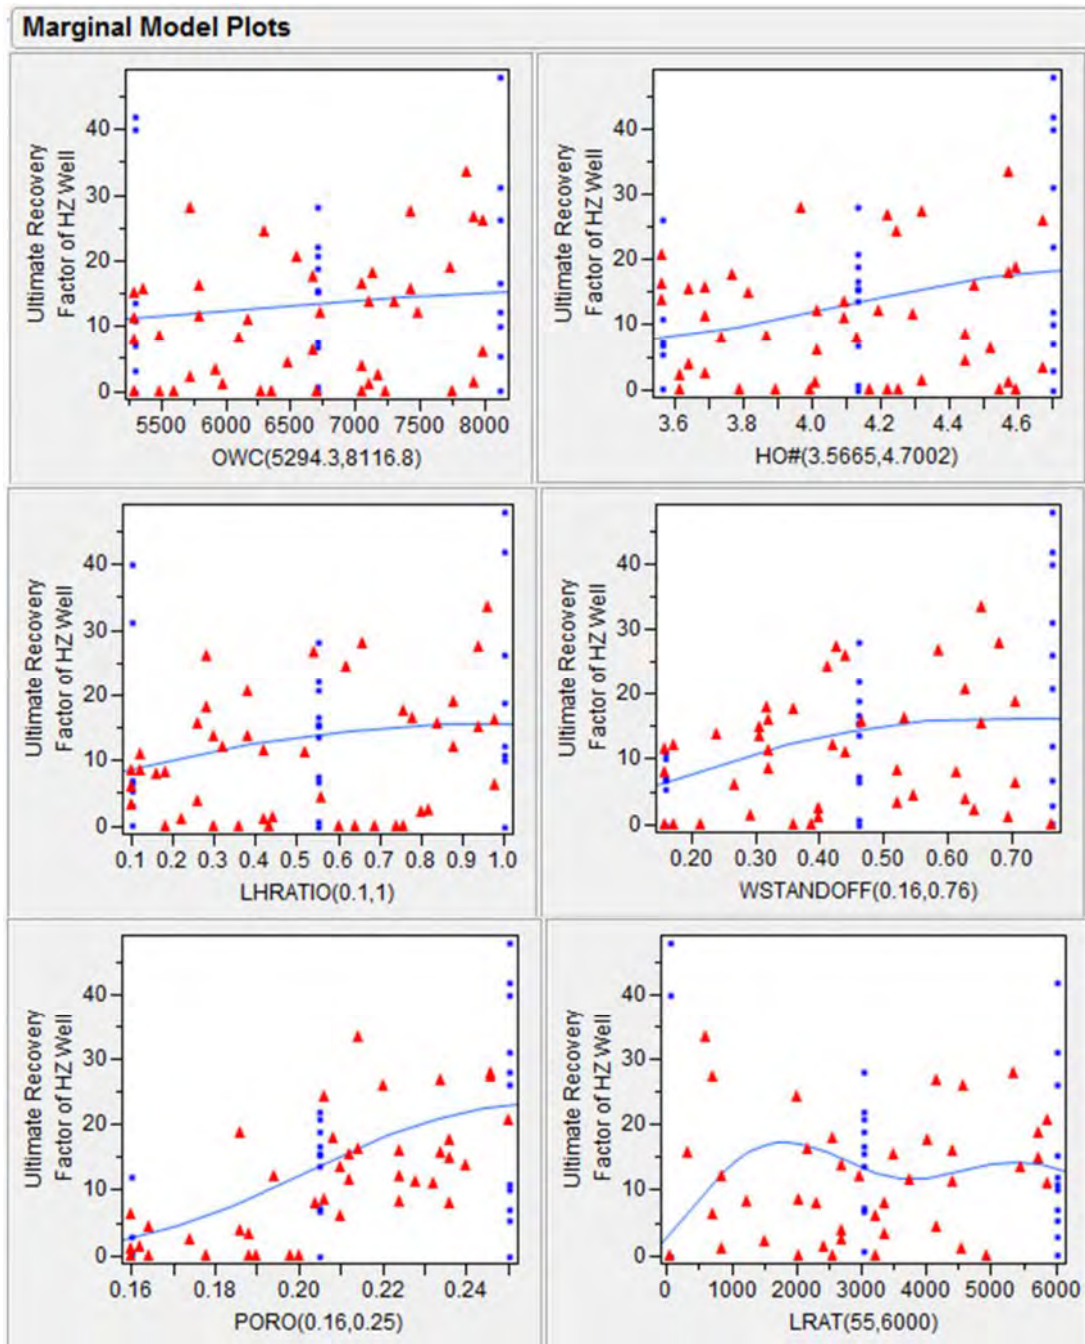 Marginal Model Plots
Ultimate Recovery
Factor of HZ Well
40
30
20
10
0
5500 6000 6500 7000 7500 8000
OWC(5294.3,8116.8)
Ultimate Recovery
Factor of HZ Well
40
30
20
10
0
3.6 3.8 4.0 4.2 4.4 4.6
HO#(3.5665,4.7002)
Ultimate Recovery
Factor of HZ Well
40
30
20
10
0
0.1 0.2 0.3 0.4 0.5 0.6 0.7 0.8 0.9 1.0
LHRATIO(0.1,1)
Ultimate Recovery
Factor of HZ Well
40
30
20
10
0
0.20 0.30 0.40 0.50 0.60 0.70
WSTANDOFF(0.16,0.76)
Ultimate Recovery
Factor of HZ Well
40
30
20
10
0
0.16 0.18 0.20 0.22 0.24
PORO(0.16,0.25)
Ultimate Recovery
Factor of HZ Well
40
30
20
10
0
0 1000 2000 3000 4000 5000 6000
LRAT(55,6000)